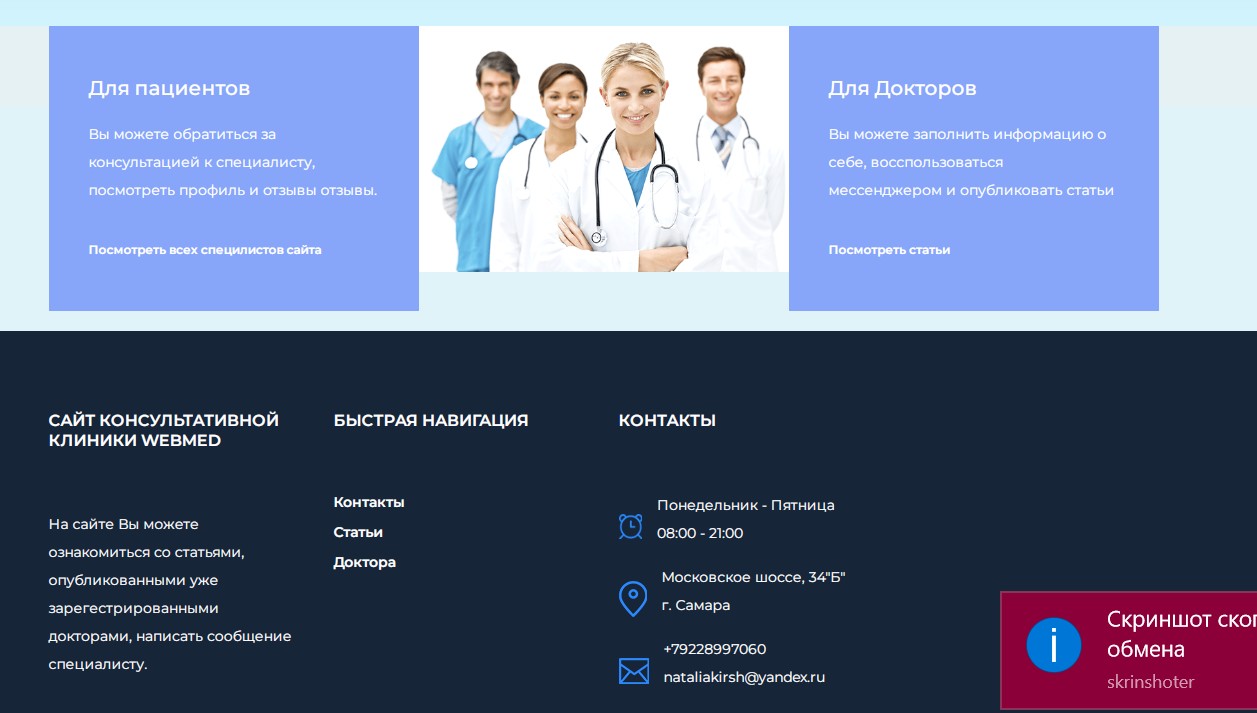 Для пациентов
Вы можете обратиться за
консультацией к специалисту,
посмотреть профиль и отзывы отзывы.
Посмотреть всех специлистов сайта
Для Докторов
Вы можете заполнить информацию о
себе, восспользоваться
мессенджером и опубликовать статьи
Посмотреть статьи
САЙТ КОНСУЛЬТАТИВНОЙ
КЛИНИКИ WEBMED
На сайте Вы можете
ознакомиться со статьями,
опубликованными уже
зарегестрированными
докторами, написать сообщение
специалисту.
БЫСТРАЯ НАВИГАЦИЯ
Контакты
Статьи
Доктора
КОНТАКТЫ
Понедельник - Пятница
08:00 - 21:00
Московское шоссе, 34"Б"
г. Самара
+79228997060
nataliakirsh@yandex.ru
Скриншот
обмена
skrinshoter